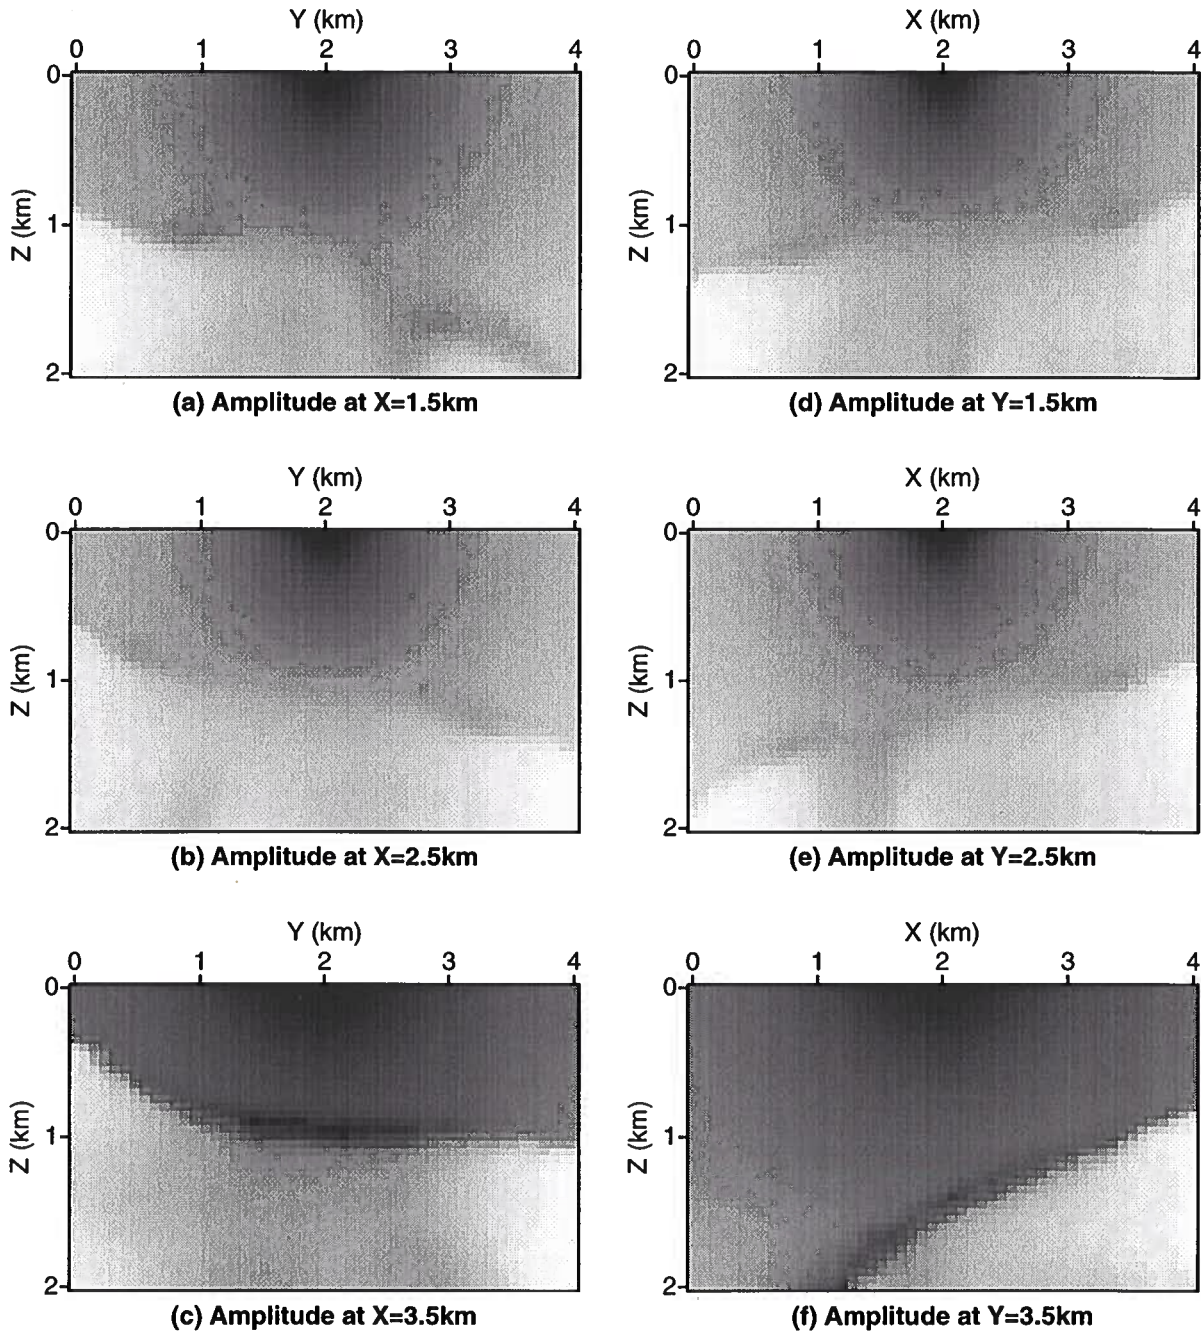 Y (km)
0 1 2 3 4
0
1
2
Z (km)
(a) Amplitude at X=1.5km
X (km)
0 1 2 3 4
0
1
2
Z (km)
(d) Amplitude at Y=1.5km
Y (km)
0 1 2 3 4
0
1
2
Z (km)
(b) Amplitude at X=2.5km
X (km)
0 1 2 3 4
0
1
2
Z (km)
(e) Amplitude at Y=2.5km
Y (km)
0 1 2 3 4
0
1
2
Z (km)
(c) Amplitude at X=3.5km
X (km)
0 1 2 3 4
0
1
2
Z (km)
(f) Amplitude at Y=3.5km